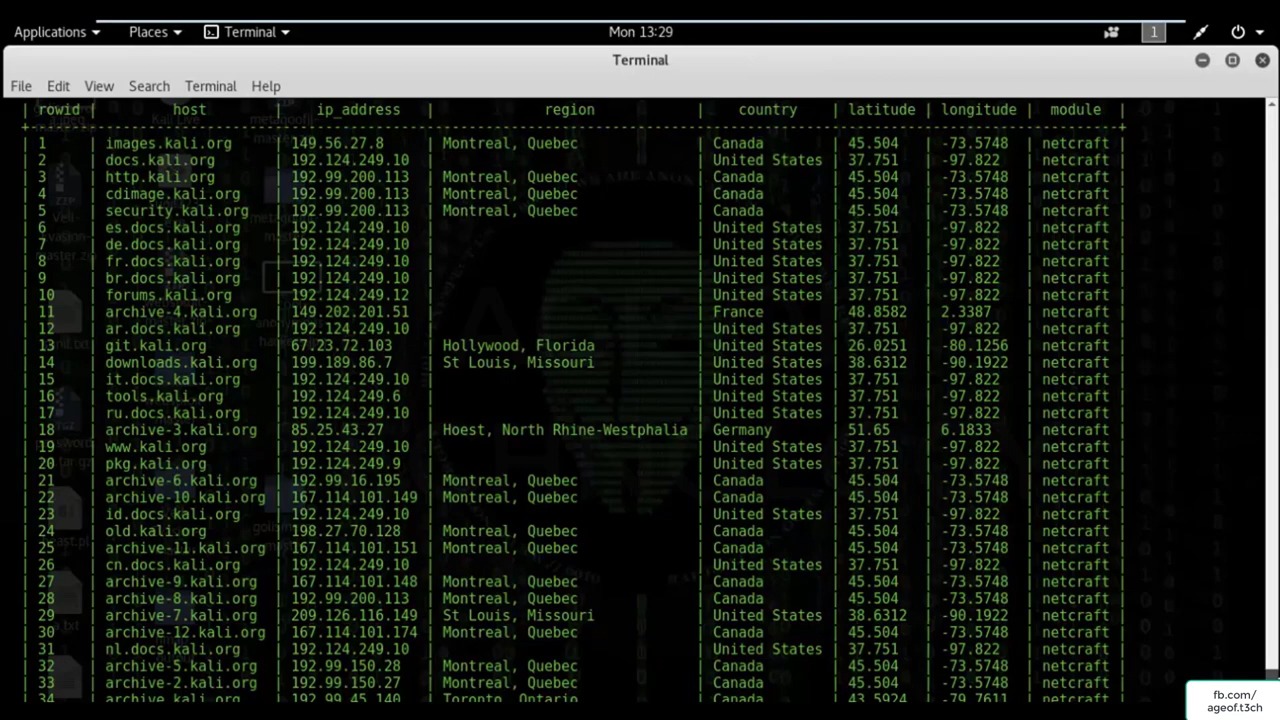 Applications Places Terminal Mon 13:29 1
Terminal
File Edit View Search Terminal Help
| rowid | host | ip_address | region | country | latitude | longitude | module |
| 1 | images.kali.org | 149.56.27.8 | Montreal, Quebec | Canada | 45.504 | -73.5748 | netcraft |
| 2 | docs.kali.org | 192.124.249.10 | | United States | 37.751 | -97.822 | netcraft |
| 3 | http.kali.org | 192.99.200.113 | Montreal, Quebec | Canada | 45.504 | -73.5748 | netcraft |
| 4 | cdimage.kali.org | 192.99.200.113 | Montreal, Quebec | Canada | 45.504 | -73.5748 | netcraft |
| 5 | security.kali.org | 192.99.200.113 | Montreal, Quebec | Canada | 45.504 | -73.5748 | netcraft |
| 6 | es.docs.kali.org | 192.124.249.10 | | United States | 37.751 | -97.822 | netcraft |
| 7 | de.docs.kali.org | 192.124.249.10 | | United States | 37.751 | -97.822 | netcraft |
| 8 | fr.docs.kali.org | 192.124.249.10 | | United States | 37.751 | -97.822 | netcraft |
| 9 | br.docs.kali.org | 192.124.249.10 | | United States | 37.751 | -97.822 | netcraft |
| 10 | forums.kali.org | 192.124.249.12 | | United States | 37.751 | -97.822 | netcraft |
| 11 | archive-4.kali.org | 149.202.201.51 | | France | 48.8582 | 2.3387 | netcraft |
| 12 | ar.docs.kali.org | 192.124.249.10 | | United States | 37.751 | -97.822 | netcraft |
| 13 | git.kali.org | 67.23.72.103 | Hollywood, Florida | United States | 26.0251 | -80.1256 | netcraft |
| 14 | downloads.kali.org | 199.189.86.7 | St Louis, Missouri | United States | 38.6312 | -90.1922 | netcraft |
| 15 | it.docs.kali.org | 192.124.249.10 | | United States | 37.751 | -97.822 | netcraft |
| 16 | tools.kali.org | 192.124.249.6 | | United States | 37.751 | -97.822 | netcraft |
| 17 | ru.docs.kali.org | 192.124.249.10 | | United States | 37.751 | -97.822 | netcraft |
| 18 | archive-3.kali.org | 85.25.43.27 | Hoest, North Rhine-Westphalia | Germany | 51.65 | 6.1833 | netcraft |
| 19 | www.kali.org | 192.124.249.10 | | United States | 37.751 | -97.822 | netcraft |
| 20 | pkg.kali.org | 192.124.249.9 | | United States | 37.751 | -97.822 | netcraft |
| 21 | archive-6.kali.org | 192.99.16.195 | Montreal, Quebec | Canada | 45.504 | -73.5748 | netcraft |
| 22 | archive-10.kali.org | 167.114.101.149 | Montreal, Quebec | Canada | 45.504 | -73.5748 | netcraft |
| 23 | id.docs.kali.org | 192.124.249.10 | | United States | 37.751 | -97.822 | netcraft |
| 24 | old.kali.org | 198.27.70.128 | Montreal, Quebec | Canada | 45.504 | -73.5748 | netcraft |
| 25 | archive-11.kali.org | 167.114.101.151 | Montreal, Quebec | Canada | 45.504 | -73.5748 | netcraft |
| 26 | cn.docs.kali.org | 192.124.249.10 | | United States | 37.751 | -97.822 | netcraft |
| 27 | archive-9.kali.org | 167.114.101.148 | Montreal, Quebec | Canada | 45.504 | -73.5748 | netcraft |
| 28 | archive-8.kali.org | 192.99.200.113 | Montreal, Quebec | Canada | 45.504 | -73.5748 | netcraft |
| 29 | archive-7.kali.org | 209.126.116.149 | St Louis, Missouri | United States | 38.6312 | -90.1922 | netcraft |
| 30 | archive-12.kali.org | 167.114.101.174 | Montreal, Quebec | Canada | 45.504 | -73.5748 | netcraft |
| 31 | nl.docs.kali.org | 192.124.249.10 | | United States | 37.751 | -97.822 | netcraft |
| 32 | archive-5.kali.org | 192.99.150.28 | Montreal, Quebec | Canada | 45.504 | -73.5748 | netcraft |
| 33 | archive-2.kali.org | 192.99.150.27 | Montreal, Quebec | Canada | 45.504 | -73.5748 | netcraft |
| 34 | archive.kali.org | 192.99.45.140 | Toronto, Ontario | Canada | 43.5924 | -79.7611 | netcraft |
fb.com/
ageof.t3ch